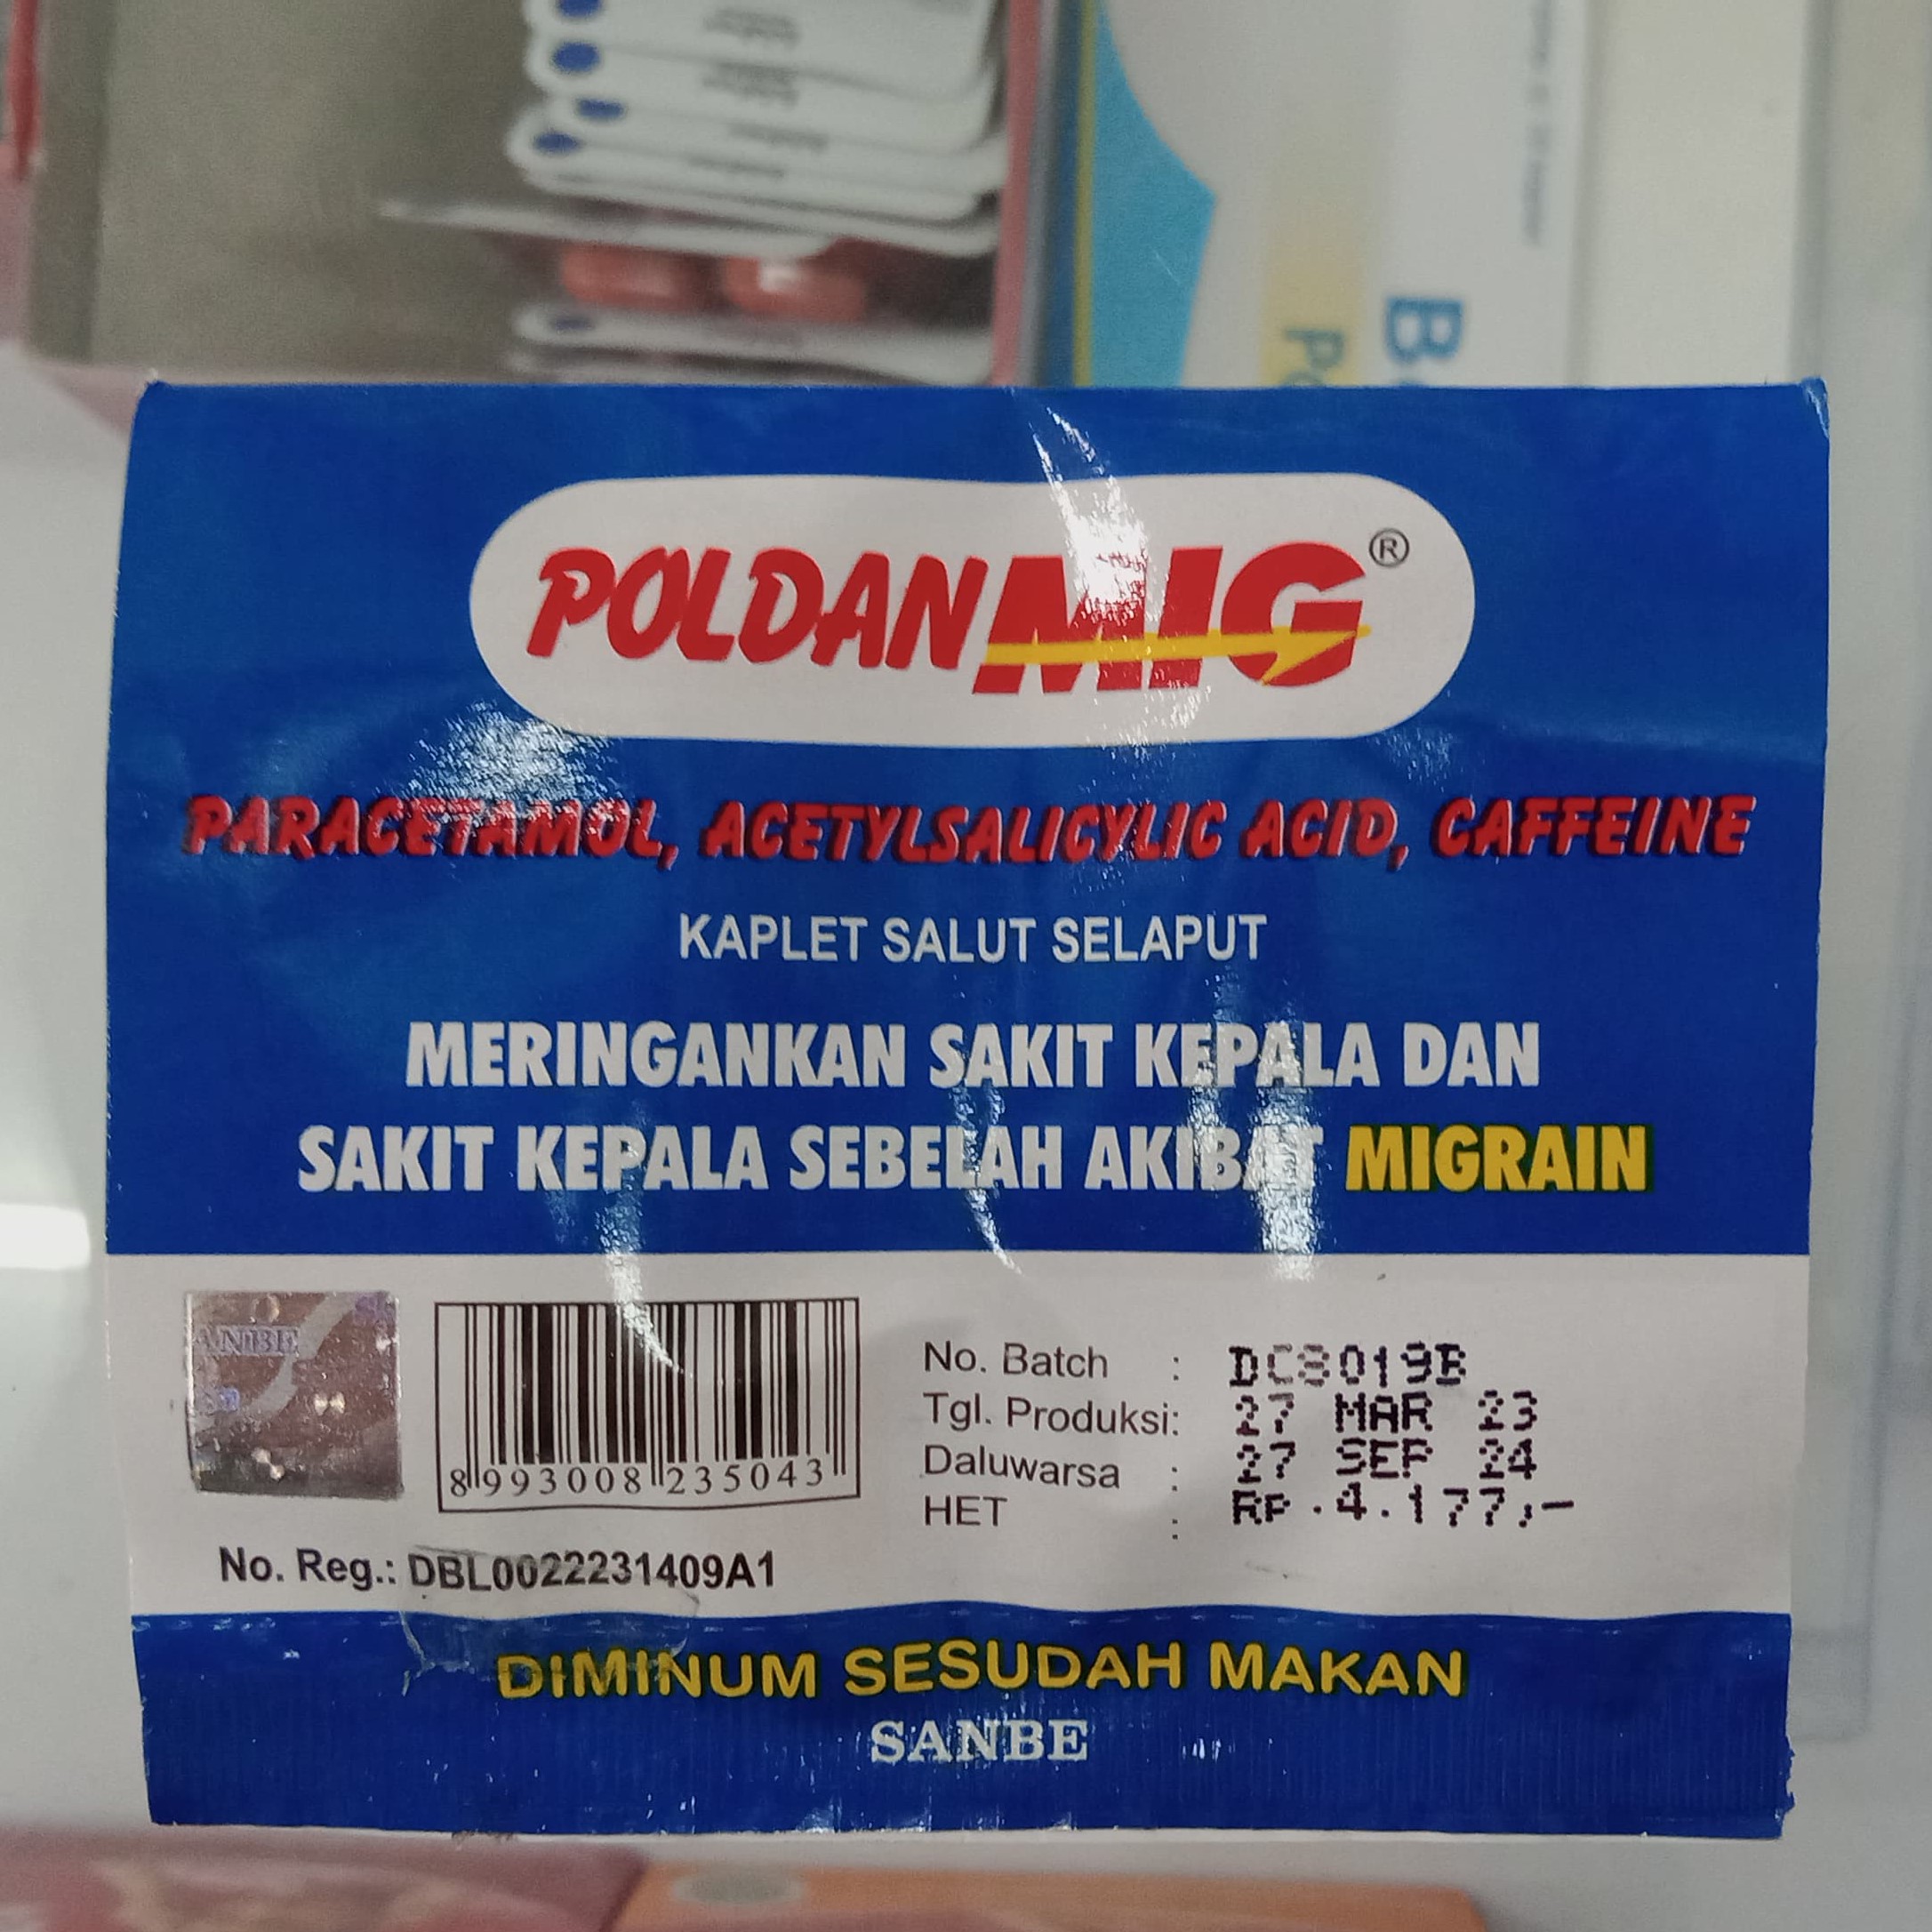 POLDANMIG®
PARACETAMOL, ACETYLSALICYLIC ACID, CAFFEINE
KAPLET SALUT SELAPUT
MERINGANKAN SAKIT KEPALA DAN
SAKIT KEPALA SEBELAH AKIBAT MIGRAIN
No. Batch : DC8019B
Tgl. Produksi: 27 MAR 23
Daluwarsa : 27 SEP 24
HET : RP.4.177,-
8 993008 235043
No. Reg.: DBL0022231409A1
DIMINUM SESUDAH MAKAN
SANBE